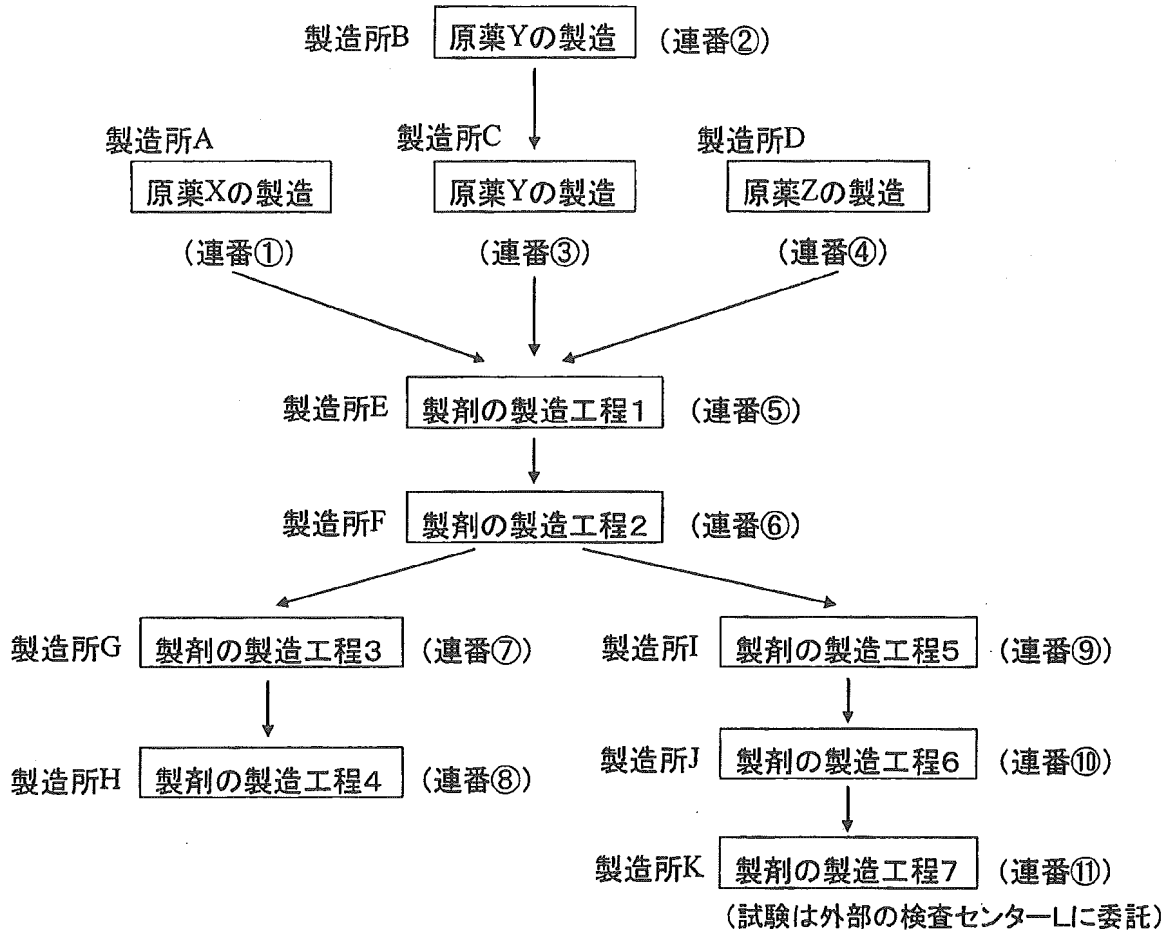 製造所B 原薬Yの製造 (連番②)
製造所A 製造所C 製造所D
原薬Xの製造 原薬Yの製造 原薬Zの製造
(連番①) (連番③) (連番④)
製造所E 製剤の製造工程1 (連番⑤)
製造所F 製剤の製造工程2 (連番⑥)
製造所G 製剤の製造工程3 (連番⑦) 製造所I 製剤の製造工程5 (連番⑨)
製造所H 製剤の製造工程4 (連番⑧) 製造所J 製剤の製造工程6 (連番⑩)
製造所K 製剤の製造工程7 (連番⑪)
(試験は外部の検査センターLに委託)